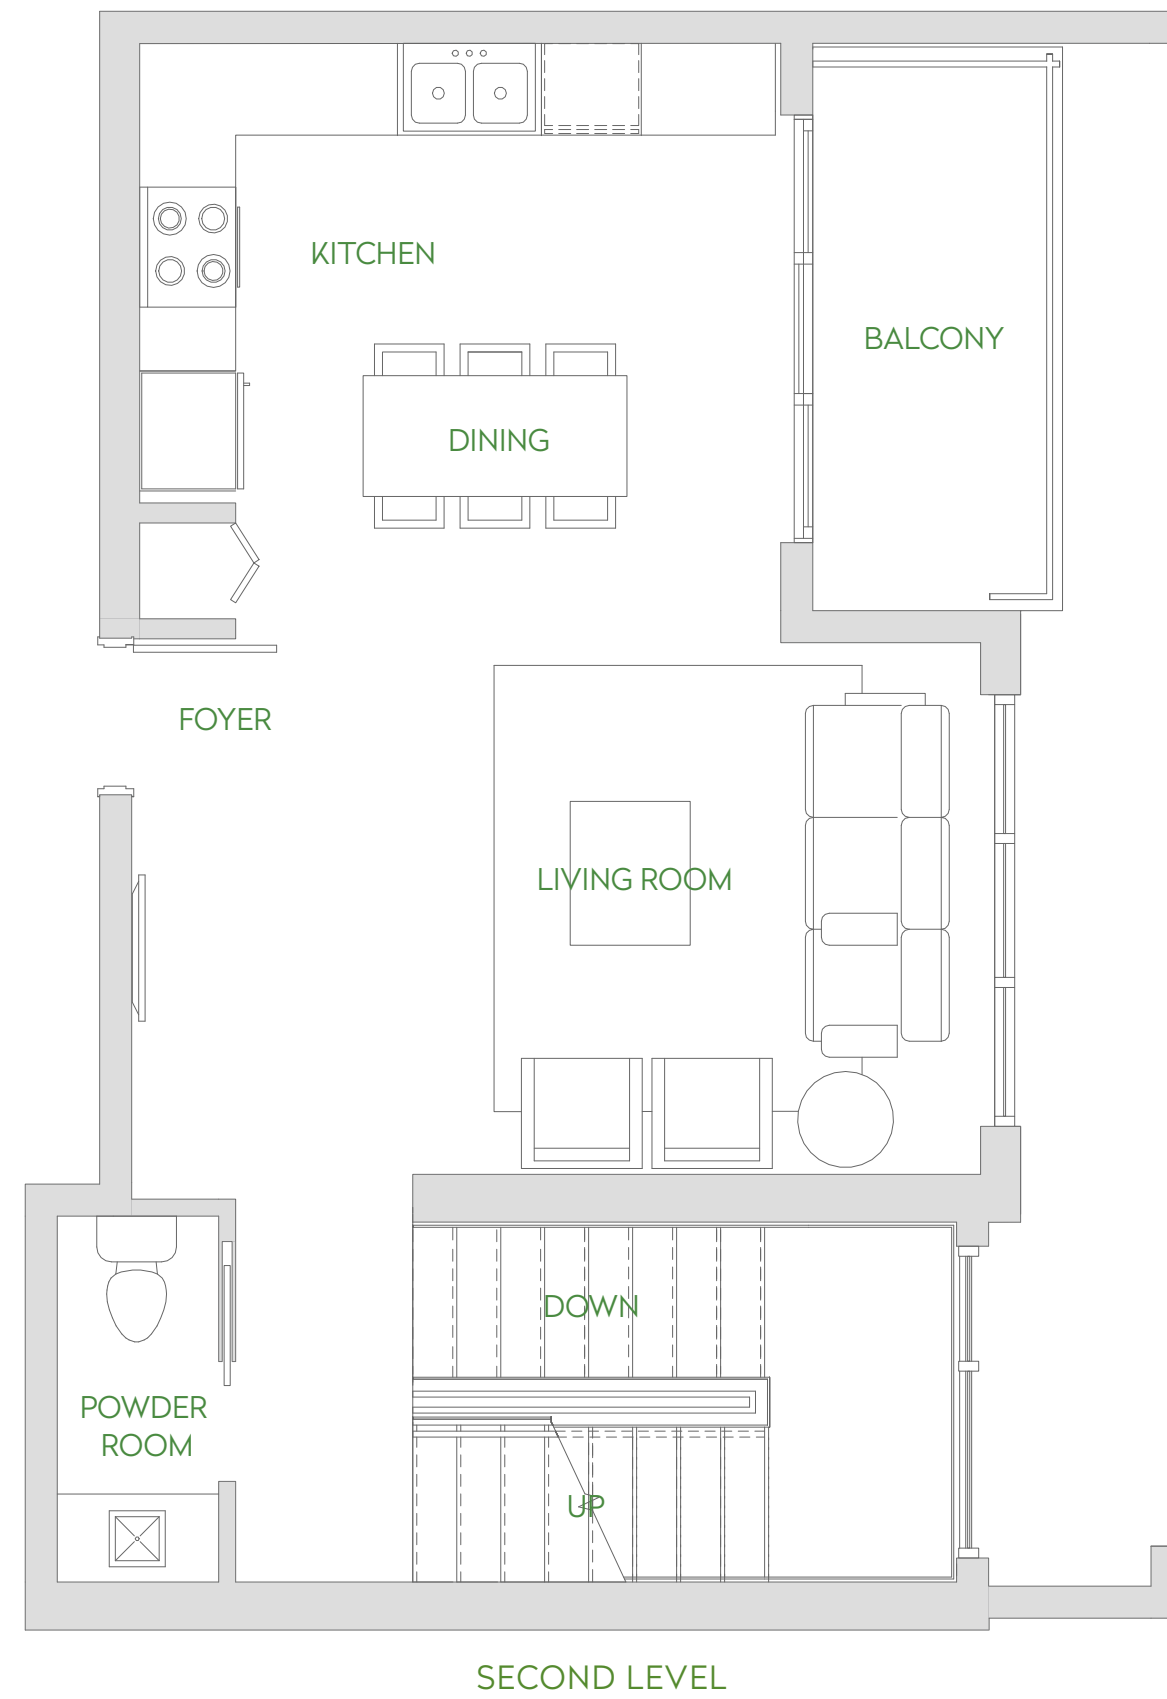 KITCHEN
BALCONY
DINING
FOYER
LIVING ROOM
DOWN
POWDER
ROOM
UP
SECOND LEVEL